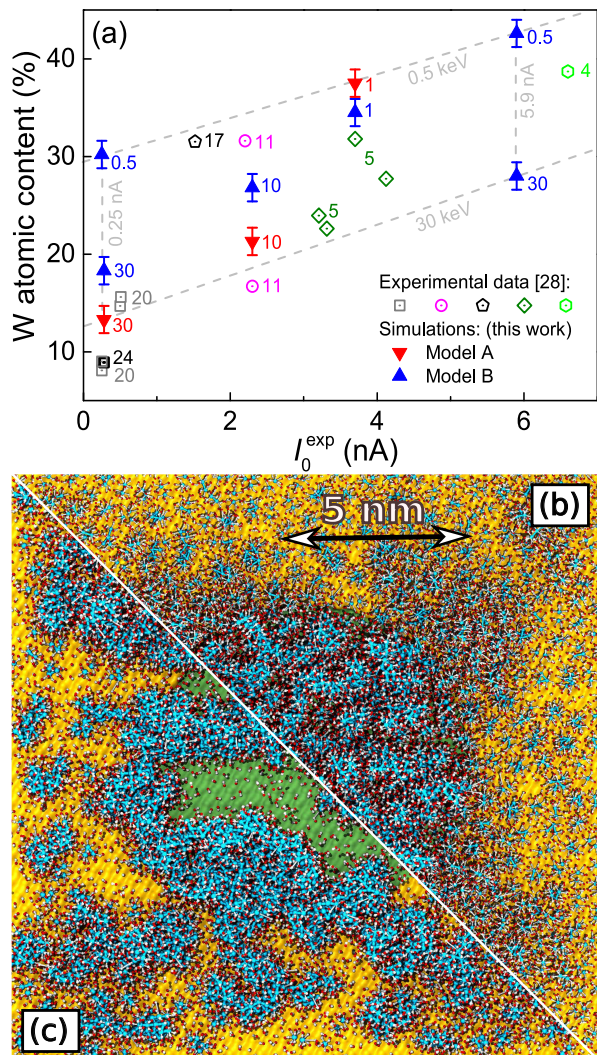 (a)
W atomic content (%)
40
30
20
10
0
2
4
6
I₀ᵉˣᵖ (nA)
0.5 keV
30 keV
0.25 nA
5.9 nA
0.5
30
30
24
20
20
17
11
11
10
10
1
1
5
5
0.5
30
4
Experimental data [28]:
Simulations: (this work)
Model A
Model B
(b)
5 nm
(c)